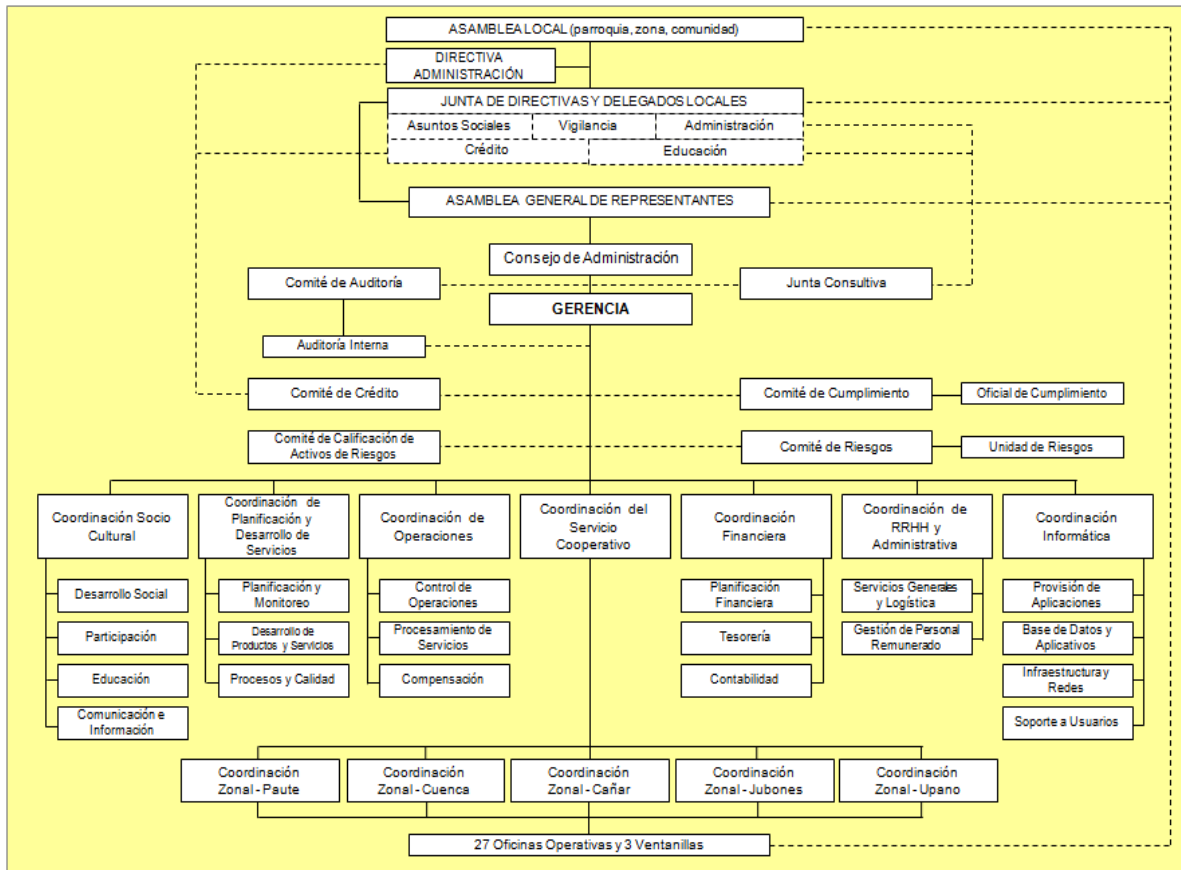 ASAMBLEA LOCAL (parroquia, zona, comunidad)
DIRECTIVA
ADMINISTRACIÓN
JUNTA DE DIRECTIVAS Y DELEGADOS LOCALES
Asuntos Sociales
Vigilancia
Administración
Crédito
Educación
ASAMBLEA GENERAL DE REPRESENTANTES
Consejo de Administración
Comité de Auditoría
Junta Consultiva
GERENCIA
Auditoría Interna
Comité de Crédito
Comité de Cumplimiento
Oficial de Cumplimiento
Comité de Calificación de
Activos de Riesgos
Comité de Riesgos
Unidad de Riesgos
Coordinación Socio
Cultural
Coordinación de
Planificación y
Desarrollo de
Servicios
Coordinación de
Operaciones
Coordinación del
Servicio
Cooperativo
Coordinación
Financiera
Coordinación de
RRHH y
Administrativa
Coordinación
Informática
Desarrollo Social
Participación
Educación
Comunicación e
Información
Planificación y
Monitoreo
Desarrollo de
Productos y Servicios
Procesos y Calidad
Control de
Operaciones
Procesamiento de
Servicios
Compensación
Planificación
Financiera
Tesorería
Contabilidad
Servicios Generales
y Logística
Gestión de Personal
Remunerado
Provisión de
Aplicaciones
Base de Datos y
Aplicativos
Infraestructura y
Redes
Soporte a Usuarios
Coordinación
Zonal - Paute
Coordinación
Zonal - Cuenca
Coordinación
Zonal - Cañar
Coordinación
Zonal - Jubones
Coordinación
Zonal - Upano
27 Oficinas Operativas y 3 Ventanillas